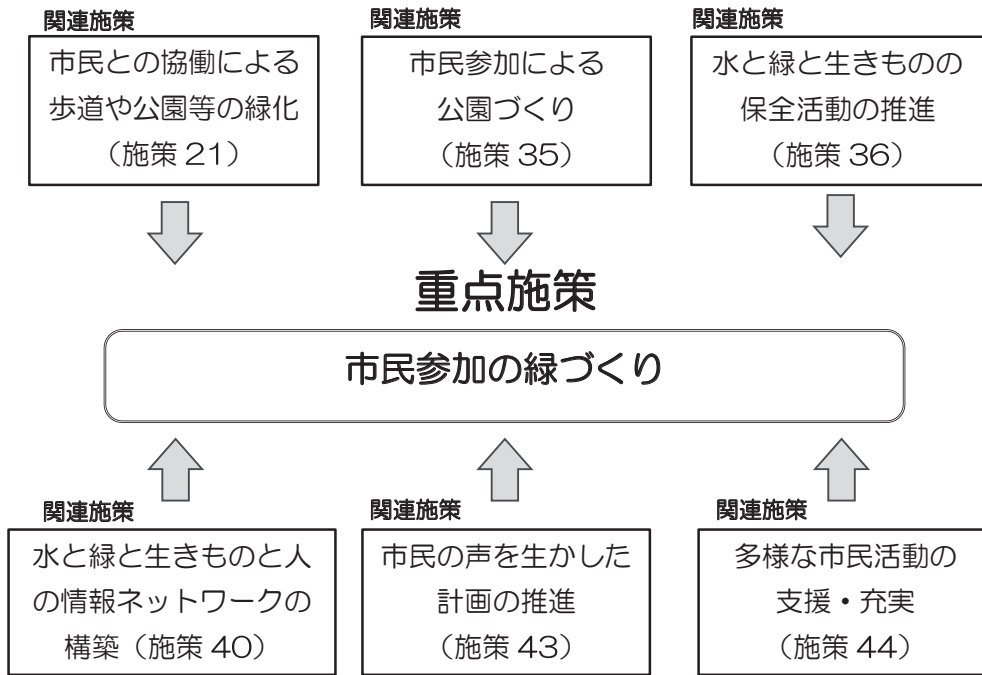 関連施策
市民との協働による
歩道や公園等の緑化
（施策 21）
関連施策
市民参加による
公園づくり
（施策 35）
関連施策
水と緑と生きものの
保全活動の推進
（施策 36）
重点施策
市民参加の緑づくり
関連施策
水と緑と生きものと人
の情報ネットワークの
構築（施策 40）
関連施策
市民の声を生かした
計画の推進
（施策 43）
関連施策
多様な市民活動の
支援・充実
（施策 44）